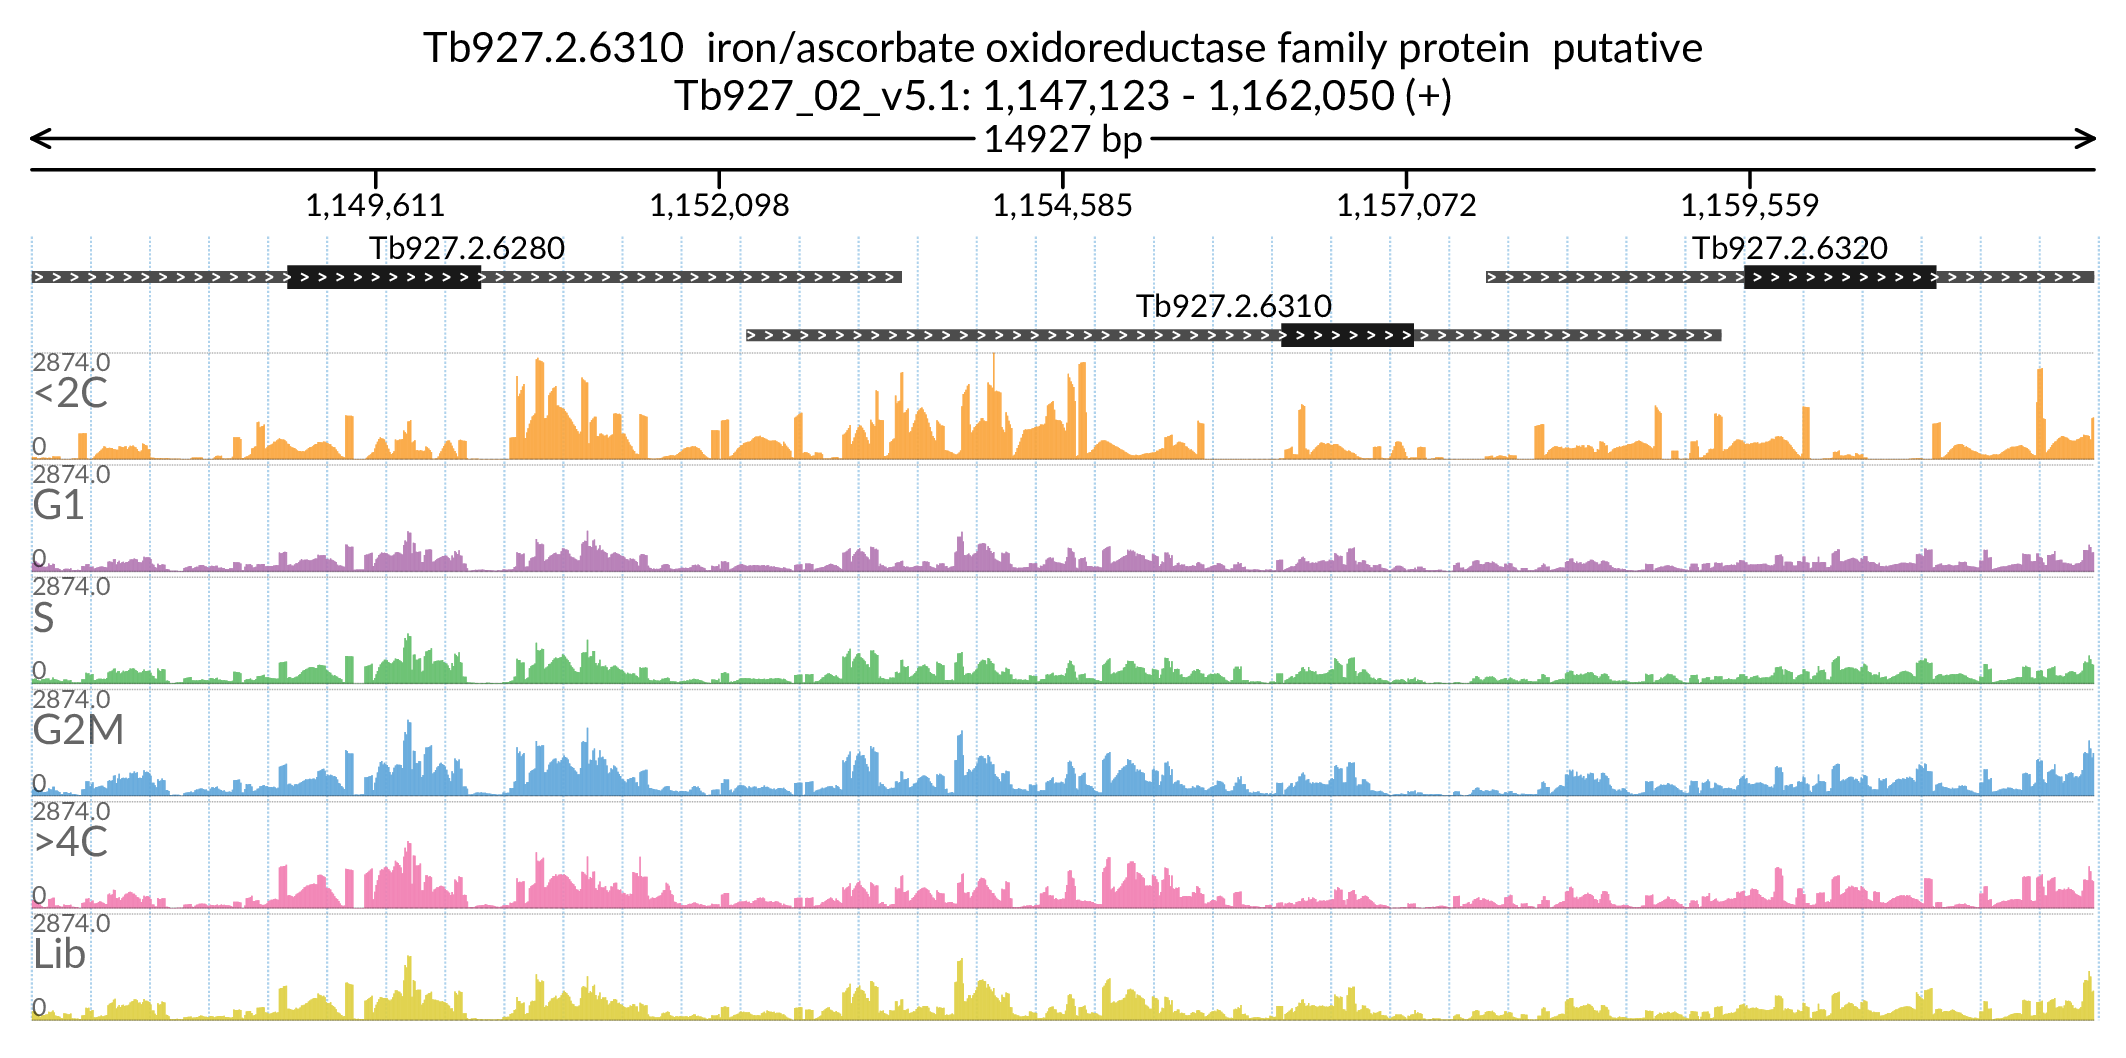 Tb927.2.6310  iron/ascorbate oxidoreductase family protein  putative
Tb927_02_v5.1: 1,147,123 - 1,162,050 (+)
14927 bp
1,149,611 1,152,098 1,154,585 1,157,072 1,159,559
Tb927.2.6280 Tb927.2.6320
Tb927.2.6310
2874.0
<2C
0
2874.0
G1
0
2874.0
S
0
2874.0
G2M
0
2874.0
>4C
0
2874.0
Lib
0